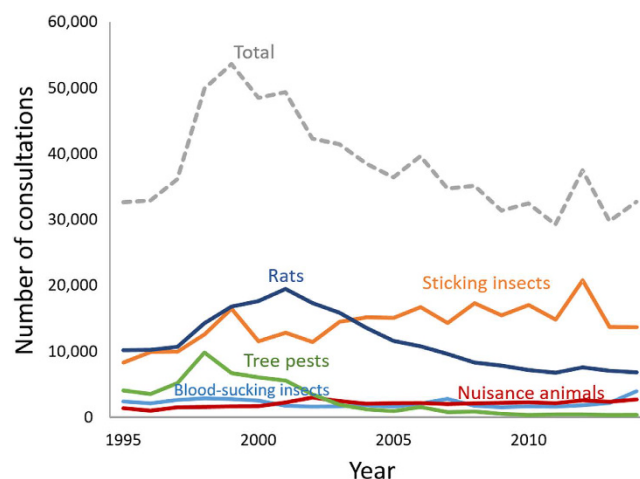 60,000
50,000
40,000
30,000
20,000
10,000
0
Number of consultations
Total
Rats
Sticking insects
Tree pests
Blood-sucking insects
Nuisance animals
1995
2000
2005
2010
Year